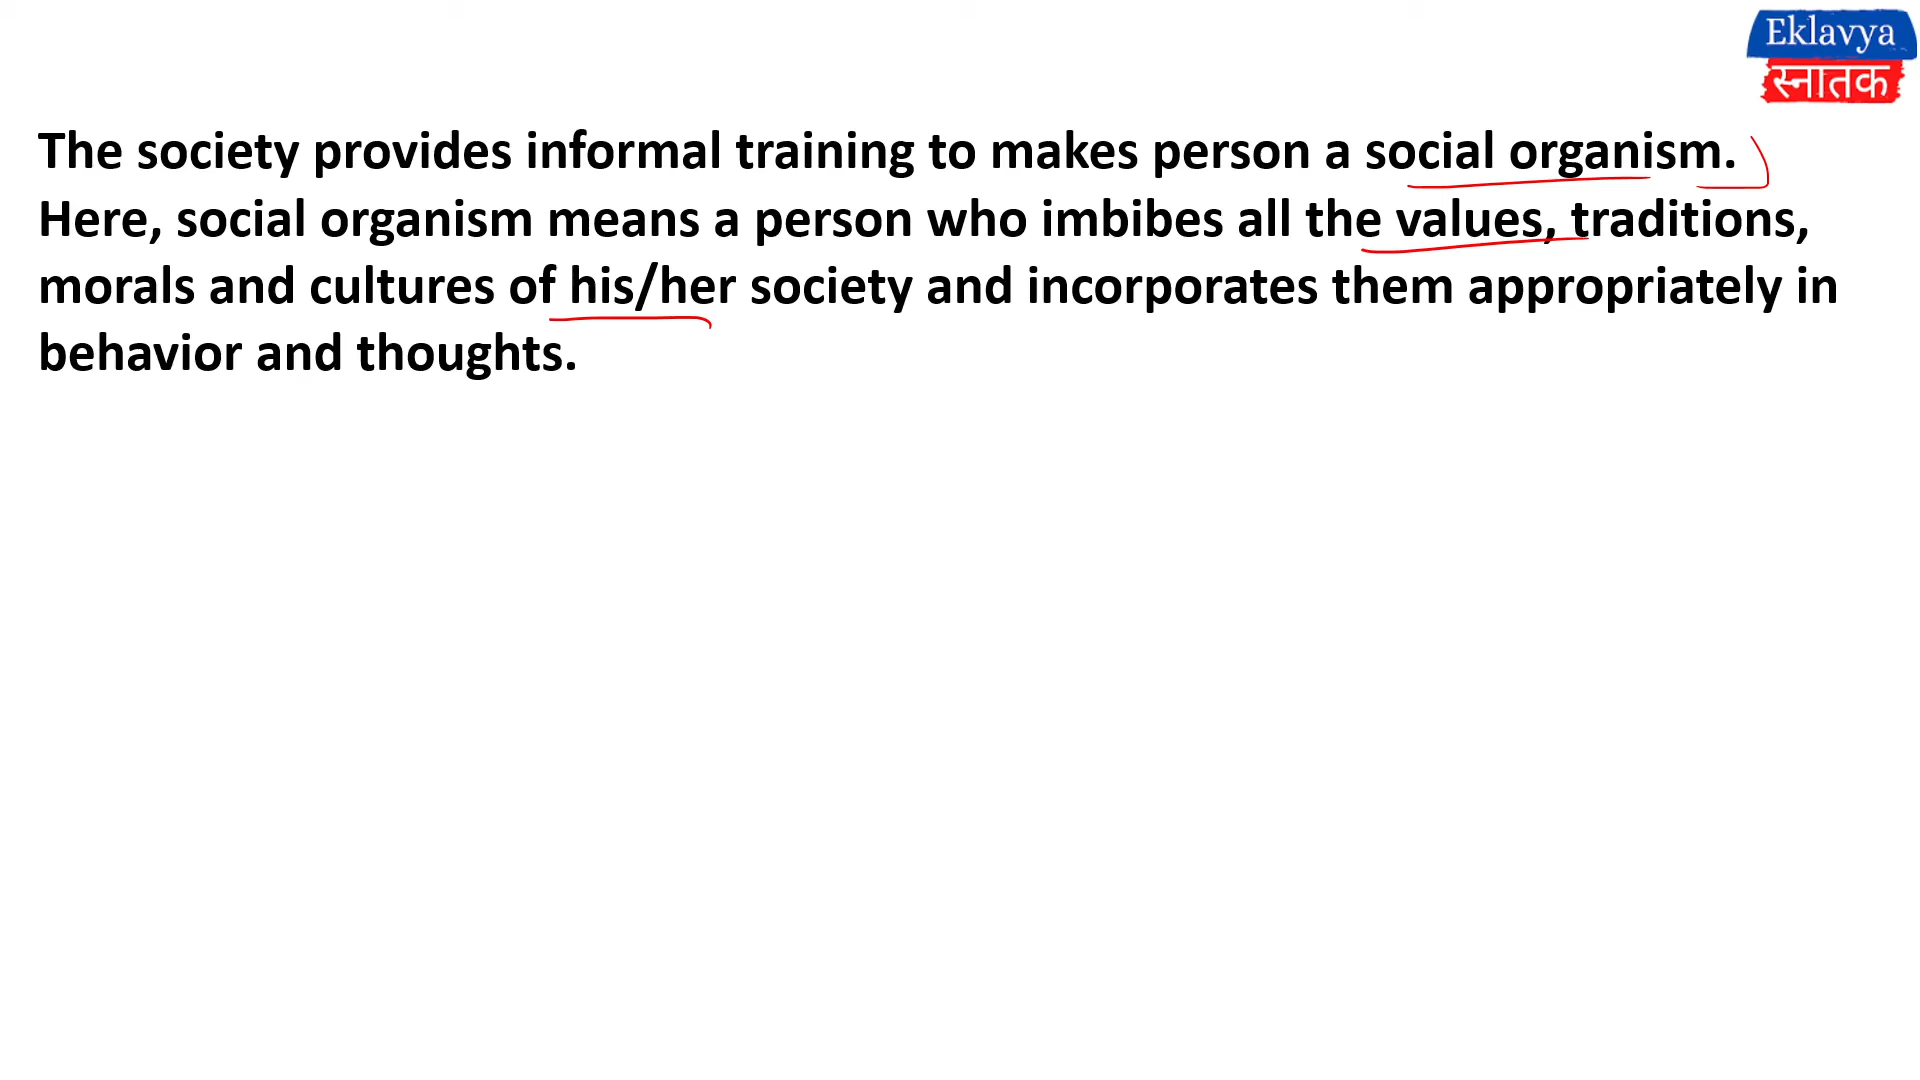 Eklavya
स्नातक
The society provides informal training to makes person a social organism.
Here, social organism means a person who imbibes all the values, traditions,
morals and cultures of his/her society and incorporates them appropriately in
behavior and thoughts.